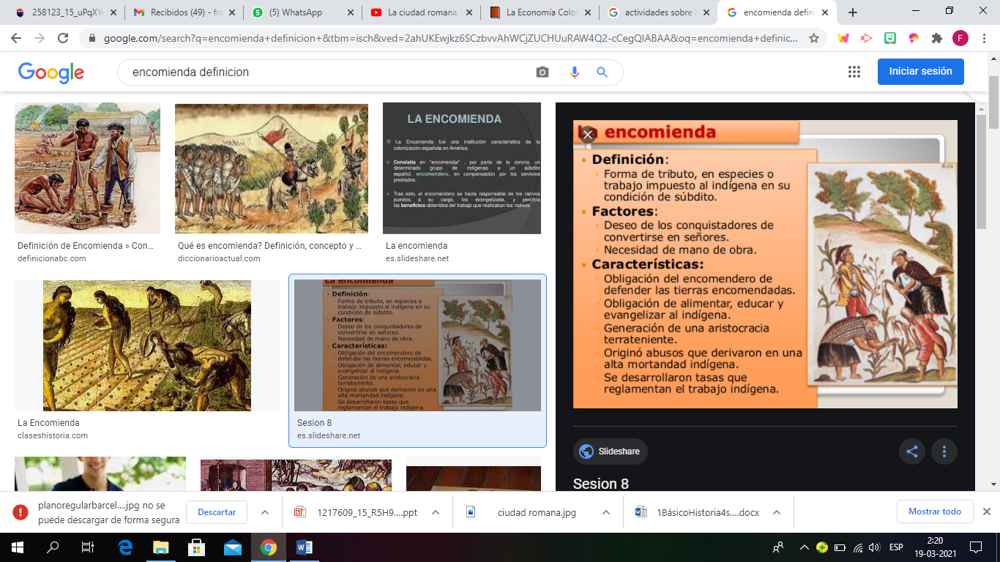 258123_15_uPqXY
Recibidos (49) - fra
(5) WhatsApp
La ciudad romana
La Economía Colo
actividades sobre
encomienda defin
google.com/search?q=encomienda+definicion+&tbm=isch&ved=2ahUKEwjkz6SCzbvvAhWCjZUCHUuRAW4Q2-cCegQIABAA&oq=encomienda+definic...
F
Google
encomienda definicion
Iniciar sesión
Definición de Encomienda » Con...
definicionabc.com
Qué es encomienda? Definición, concepto y ...
diccionarioactual.com
LA ENCOMIENDA
La Encomienda fue una institución característica de la
colonización española en América.
Consistía en "encomendar", por parte de la corona, un
determinado grupo de indígenas a un súbdito
español, encomendero, en compensación por los servicios
prestados.
Tras esto, el encomendero se hacía responsable de los nativos
puestos a su cargo, los evangelizaba, y percibía
los beneficios obtenidos del trabajo que realizaban los nativos.
La encomienda
es.slideshare.net
La Encomienda
claseshistoria.com
La encomienda
Definición:
Forma de tributo, en especies o
trabajo impuesto al indígena en su
condición de súbdito.
Factores:
Deseo de los conquistadores de
convertirse en señores.
Necesidad de mano de obra.
Características:
Obligación del encomendero de
defender las tierras encomendadas.
Obligación de alimentar, educar y
evangelizar al indígena.
Generación de una aristocracia
terrateniente.
Originó abusos que derivaron en una
alta mortandad indígena.
Se desarrollaron tasas que
reglamentan el trabajo indígena.
Sesion 8
es.slideshare.net
encomienda
Definición:
Forma de tributo, en especies o
trabajo impuesto al indígena en su
condición de súbdito.
Factores:
Deseo de los conquistadores de
convertirse en señores.
Necesidad de mano de obra.
Características:
Obligación del encomendero de
defender las tierras encomendadas.
Obligación de alimentar, educar y
evangelizar al indígena.
Generación de una aristocracia
terrateniente.
Originó abusos que derivaron en una
alta mortandad indígena.
Se desarrollaron tasas que
reglamentan el trabajo indígena.
Slideshare
Sesion 8
planoregularbarcel....jpg no se
puede descargar de forma segura
Descartar
1217609_15_R5H9....ppt
ciudad romana.jpg
1BásicoHistoria4s....docx
Mostrar todo
ESP
2:20
19-03-2021